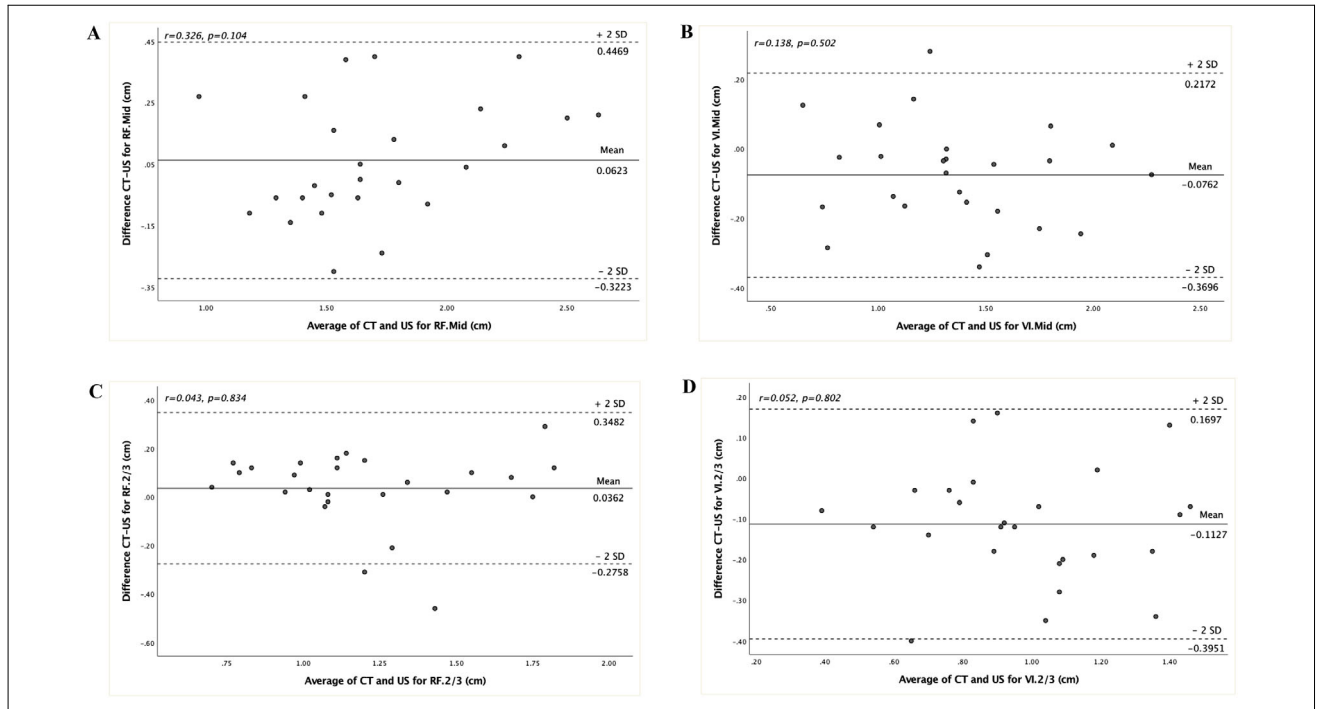 A
r=0.326, p=0.104
+ 2 SD
0.4469
Mean
0.0623
− 2 SD
−0.3223
.45
.25
.05
-.15
-.35
Difference CT-US for RF.Mid (cm)
1.00 1.50 2.00 2.50
Average of CT and US for RF.Mid (cm)
B
r=0.138, p=0.502
+ 2 SD
0.2172
Mean
-0.0762
− 2 SD
-0.3696
.20
.00
-.20
-.40
Difference CT-US for VI.Mid (cm)
.50 1.00 1.50 2.00 2.50
Average of CT and US for VI.Mid (cm)
C
r=0.043, p=0.834
+ 2 SD
0.3482
Mean
0.0362
− 2 SD
-0.2758
.40
.20
.00
-.20
-.40
-.60
Difference CT-US for RF.2/3 (cm)
.75 1.00 1.25 1.50 1.75 2.00
Average of CT and US for RF.2/3 (cm)
D
r=0.052, p=0.802
+ 2 SD
0.1697
Mean
-0.1127
− 2 SD
-0.3951
.20
.10
.00
-.10
-.20
-.30
-.40
Difference CT-US for VI.2/3 (cm)
.20 .40 .60 .80 1.00 1.20 1.40
Average of CT and US for VI.2/3 (cm)